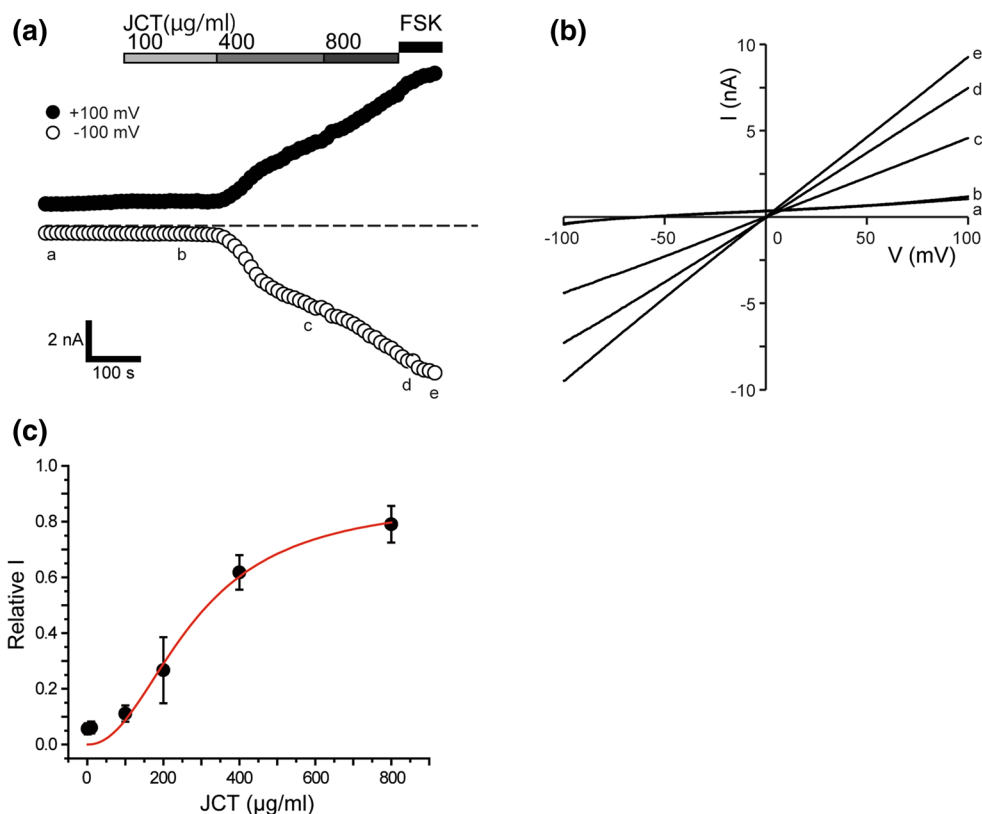 (a)
JCT(μg/ml)
FSK
100 400 800
+100 mV
-100 mV
a b c d e
2 nA
100 s
(b)
I (nA)
10
5
-5
-10
-100 -50 0 50 100
V (mV)
e
d
c
b
a
(c)
Relative I
1.0
0.8
0.6
0.4
0.2
0.0
0 200 400 600 800
JCT (μg/ml)